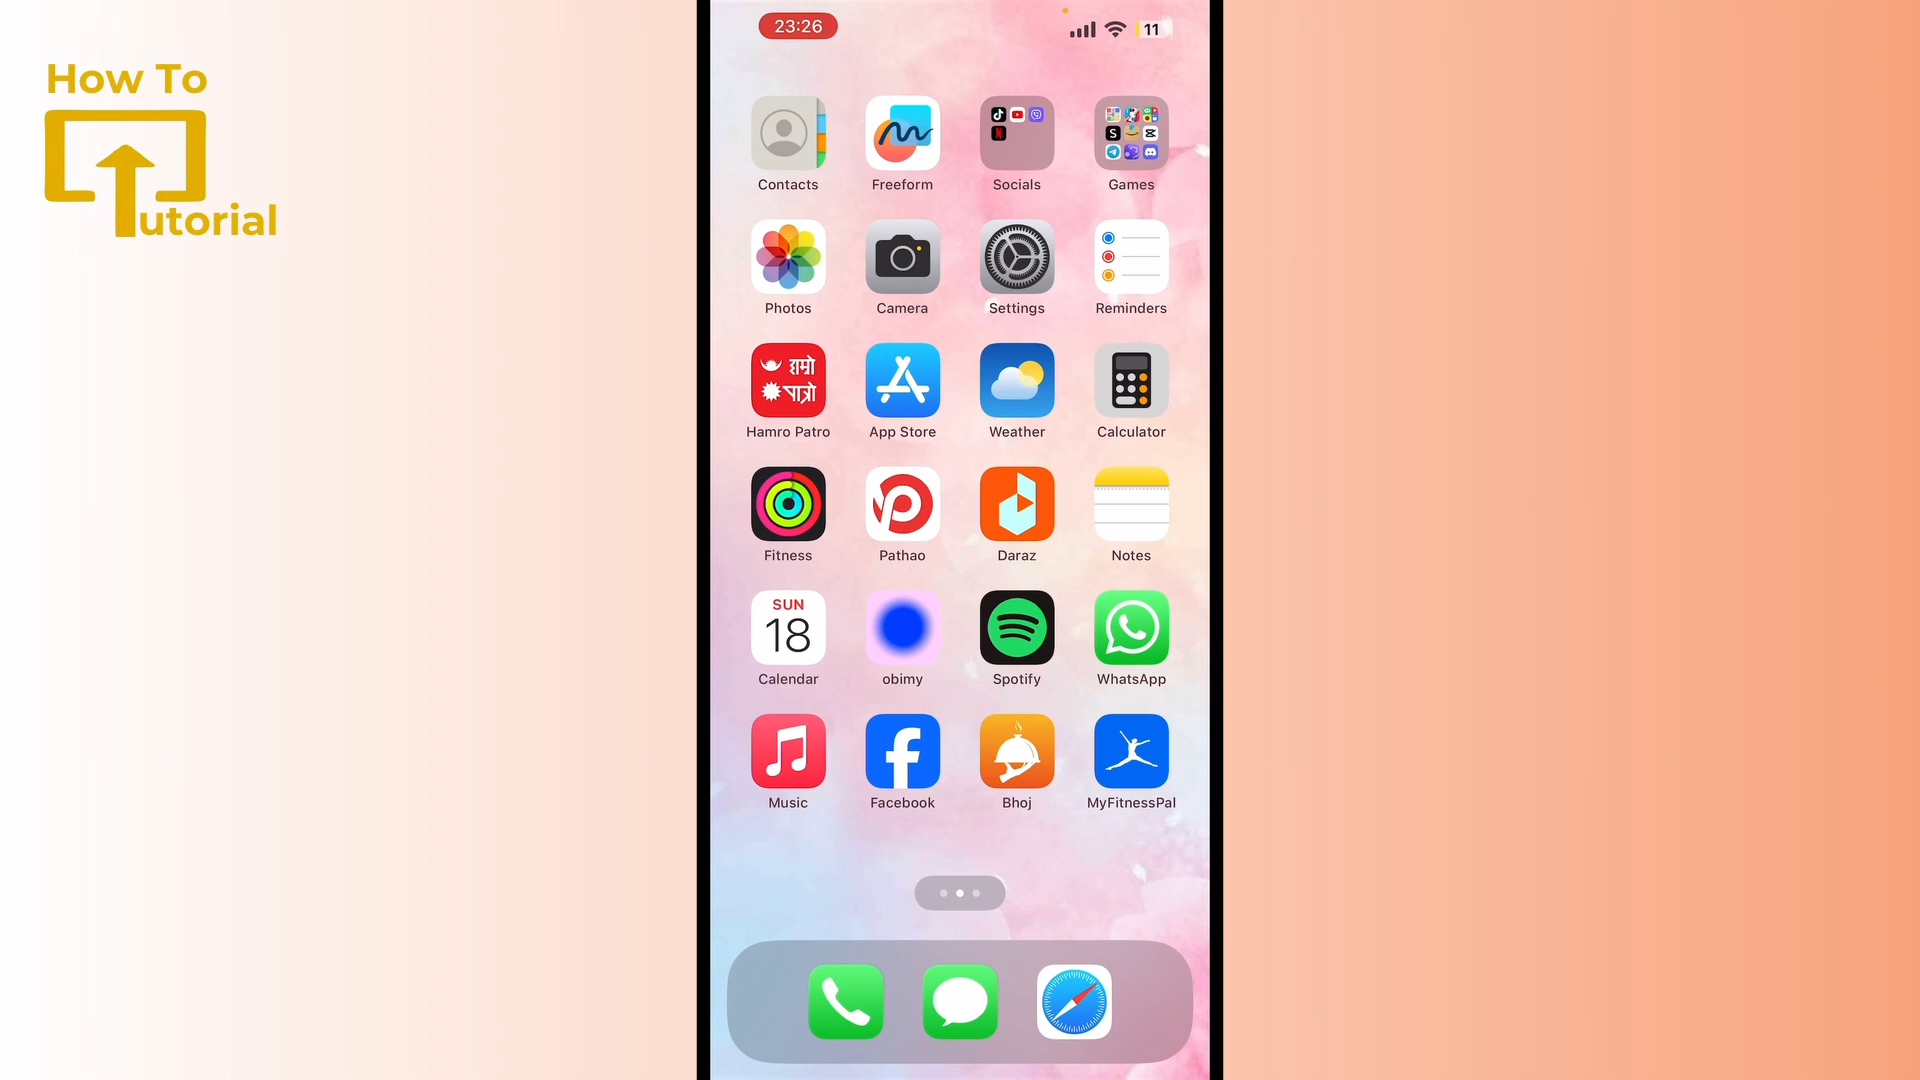 How To
Tutorial
23:26
11
Contacts
Freeform
Socials
Games
Photos
Camera
Settings
Reminders
हाम्रो
पात्रो
Hamro Patro
App Store
Weather
Calculator
Fitness
Pathao
Daraz
Notes
SUN
18
Calendar
obimy
Spotify
WhatsApp
Music
Facebook
Bhoj
MyFitnessPal